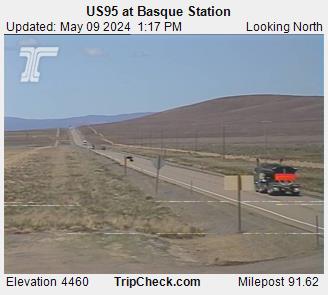 US95 at Basque Station
Updated: May 09 2024 1:17 PM Looking North
Elevation 4460 TripCheck.com Milepost 91.62